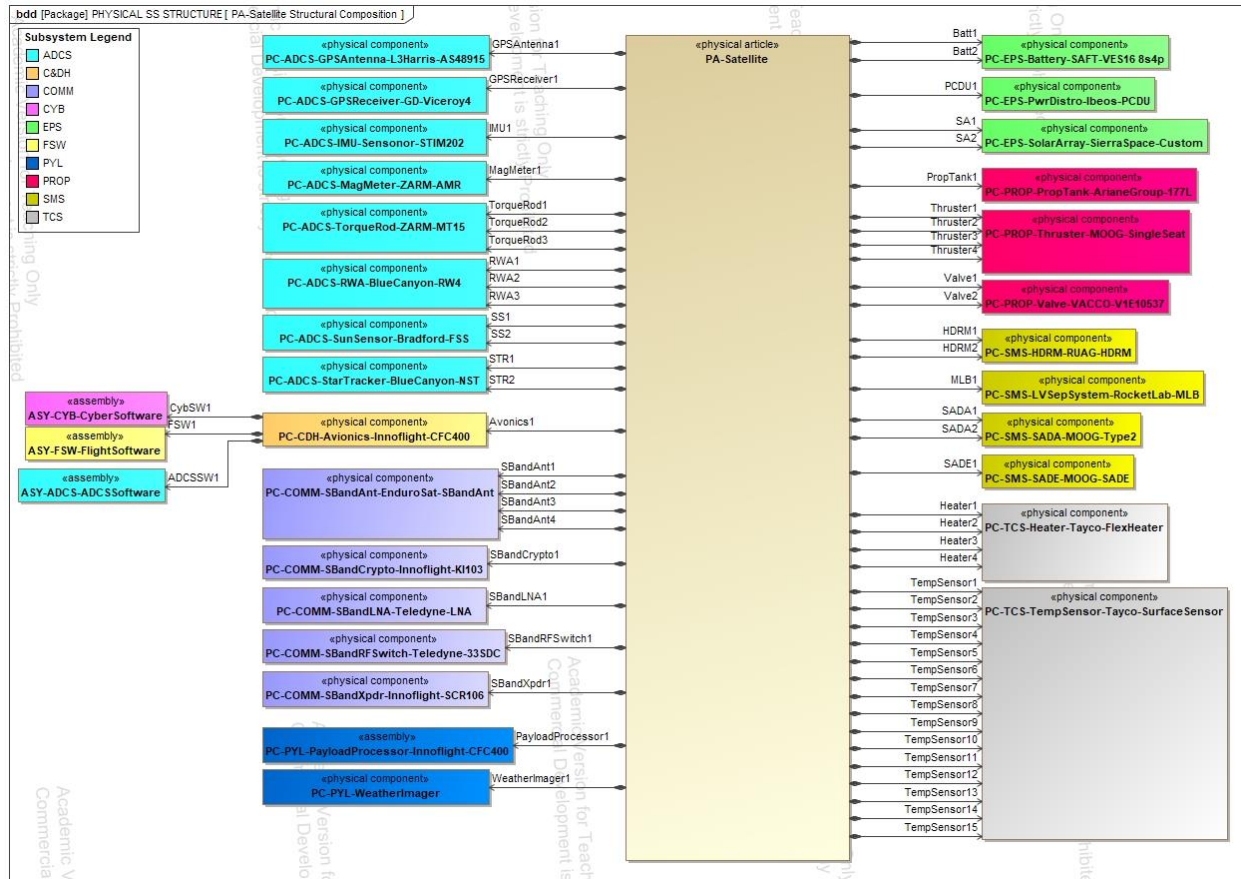 bdd [Package] PHYSICAL SS STRUCTURE [ PA-Satellite Structural Composition ]
Subsystem Legend
ADCS
C&DH
COMM
CYB
EPS
FSW
PYL
PROP
SMS
TCS
«physical component»
PC-ADCS-GPSAntenna-L3Harris-AS48915
GPSAntenna1
«physical component»
PC-ADCS-GPSReceiver-GD-Viceroy4
GPSReceiver1
«physical component»
PC-ADCS-IMU-Sensonor-STIM202
IMU1
«physical component»
PC-ADCS-MagMeter-ZARM-AMR
MagMeter1
«physical component»
PC-ADCS-TorqueRod-ZARM-MT15
TorqueRod1
TorqueRod2
TorqueRod3
«physical component»
PC-ADCS-RWA-BlueCanyon-RW4
RWA1
RWA2
RWA3
«physical component»
PC-ADCS-SunSensor-Bradford-FSS
SS1
SS2
«physical component»
PC-ADCS-StarTracker-BlueCanyon-NST
STR1
STR2
«assembly»
ASY-CYB-CyberSoftware
CybSW1
«assembly»
ASY-FSW-FlightSoftware
FSW1
«assembly»
ASY-ADCS-ADCSSoftware
ADCSSW1
«physical component»
PC-CDH-Avionics-Innoflight-CFC400
Avonics1
«physical component»
PC-COMM-SBandAnt-EnduroSat-SBandAnt
SBandAnt1
SBandAnt2
SBandAnt3
SBandAnt4
«physical component»
PC-COMM-SBandCrypto-Innoflight-KI103
SBandCrypto1
«physical component»
PC-COMM-SBandLNA-Teledyne-LNA
SBandLNA1
«physical component»
PC-COMM-SBandRFSwitch-Teledyne-33SDC
SBandRFSwitch1
«physical component»
PC-COMM-SBandXpdr-Innoflight-SCR106
SBandXpdr1
«assembly»
PC-PYL-PayloadProcessor-Innoflight-CFC400
PayloadProcessor1
«physical component»
PC-PYL-WeatherImager
WeatherImager1
«physical article»
PA-Satellite
Batt1
Batt2
«physical component»
PC-EPS-Battery-SAFT-VES16 8s4p
PCDU1
«physical component»
PC-EPS-PwrDistro-Ibeos-PCDU
SA1
SA2
«physical component»
PC-EPS-SolarArray-SierraSpace-Custom
PropTank1
«physical component»
PC-PROP-PropTank-ArianeGroup-177L
Thruster1
Thruster2
Thruster3
Thruster4
«physical component»
PC-PROP-Thruster-MOOG-SingleSeat
Valve1
Valve2
«physical component»
PC-PROP-Valve-VACCO-V1E10537
HDRM1
HDRM2
«physical component»
PC-SMS-HDRM-RUAG-HDRM
MLB1
«physical component»
PC-SMS-LVSepSystem-RocketLab-MLB
SADA1
SADA2
«physical component»
PC-SMS-SADA-MOOG-Type2
SADE1
«physical component»
PC-SMS-SADE-MOOG-SADE
Heater1
Heater2
Heater3
Heater4
«physical component»
PC-TCS-Heater-Tayco-FlexHeater
TempSensor1
TempSensor2
TempSensor3
TempSensor4
TempSensor5
TempSensor6
TempSensor7
TempSensor8
TempSensor9
TempSensor10
TempSensor11
TempSensor12
TempSensor13
TempSensor14
TempSensor15
«physical component»
PC-TCS-TempSensor-Tayco-SurfaceSensor